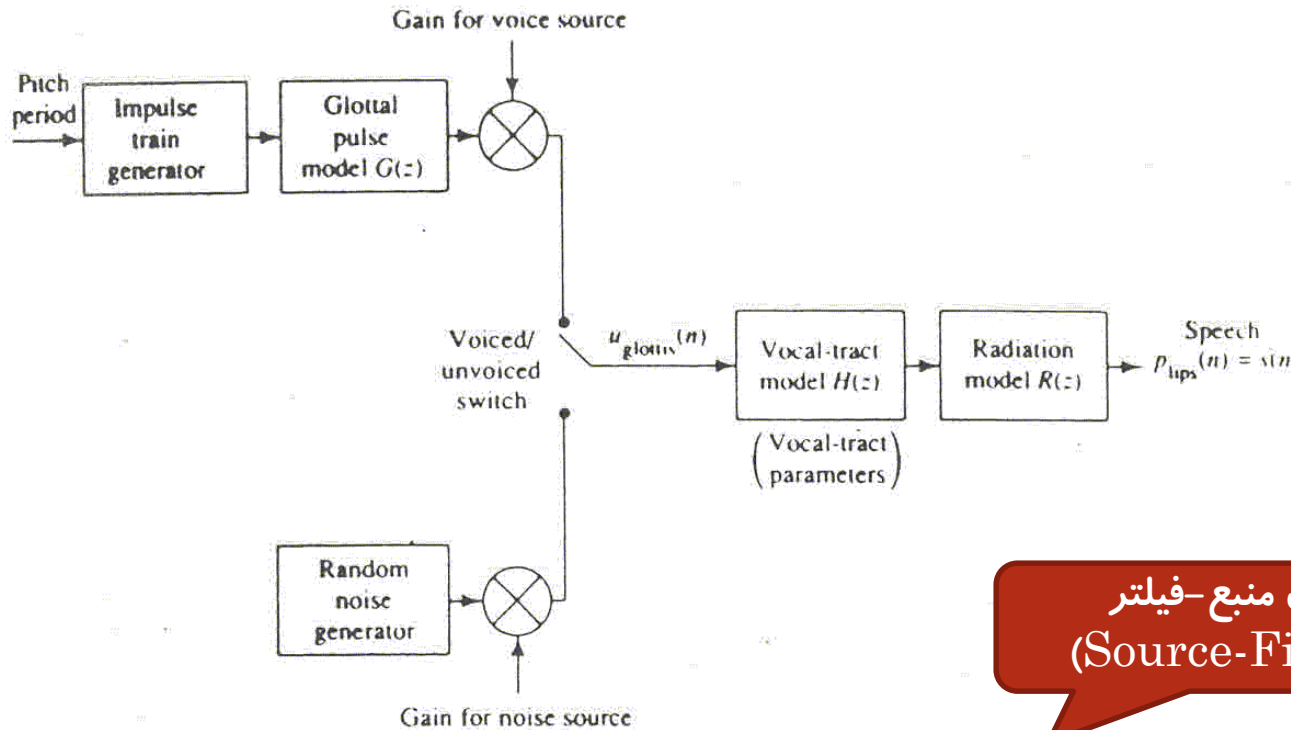 Gain for voice source
Pitch
period
Impulse
train
generator
Glottal
pulse
model G(z)
Voiced/
unvoiced
switch
u_glottis(n)
Vocal-tract
model H(z)
(Vocal-tract
parameters)
Radiation
model R(z)
Speech
p_lips(n) = s(n
Random
noise
generator
Gain for noise source
منبع-فیلتر
(Source-Fi